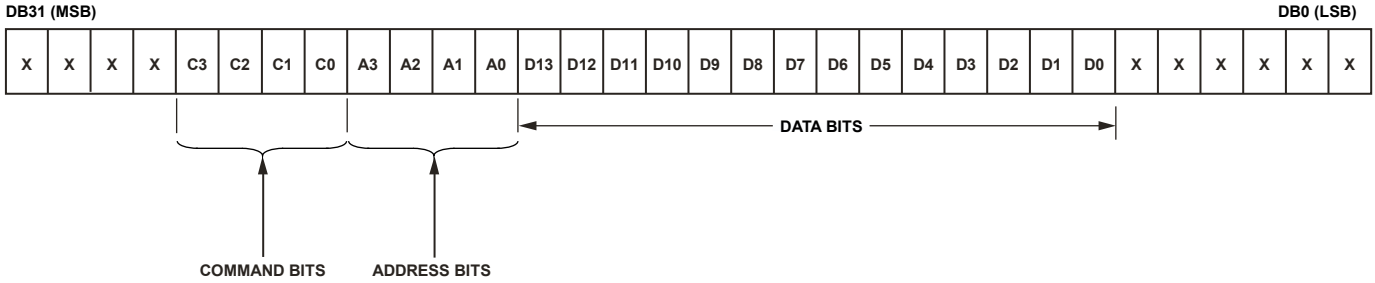 DB31 (MSB) DB0 (LSB)
X X X X C3 C2 C1 C0 A3 A2 A1 A0 D13 D12 D11 D10 D9 D8 D7 D6 D5 D4 D3 D2 D1 D0 X X X X X X
DATA BITS
COMMAND BITS ADDRESS BITS